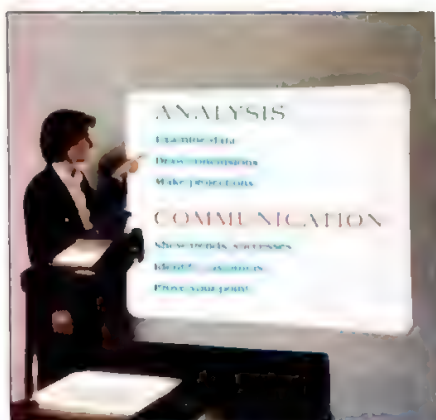 ANALYSIS
Examine data
Draw conclusions
Make projections
COMMUNICATION
Show trends, successes
Identify
Prove your point